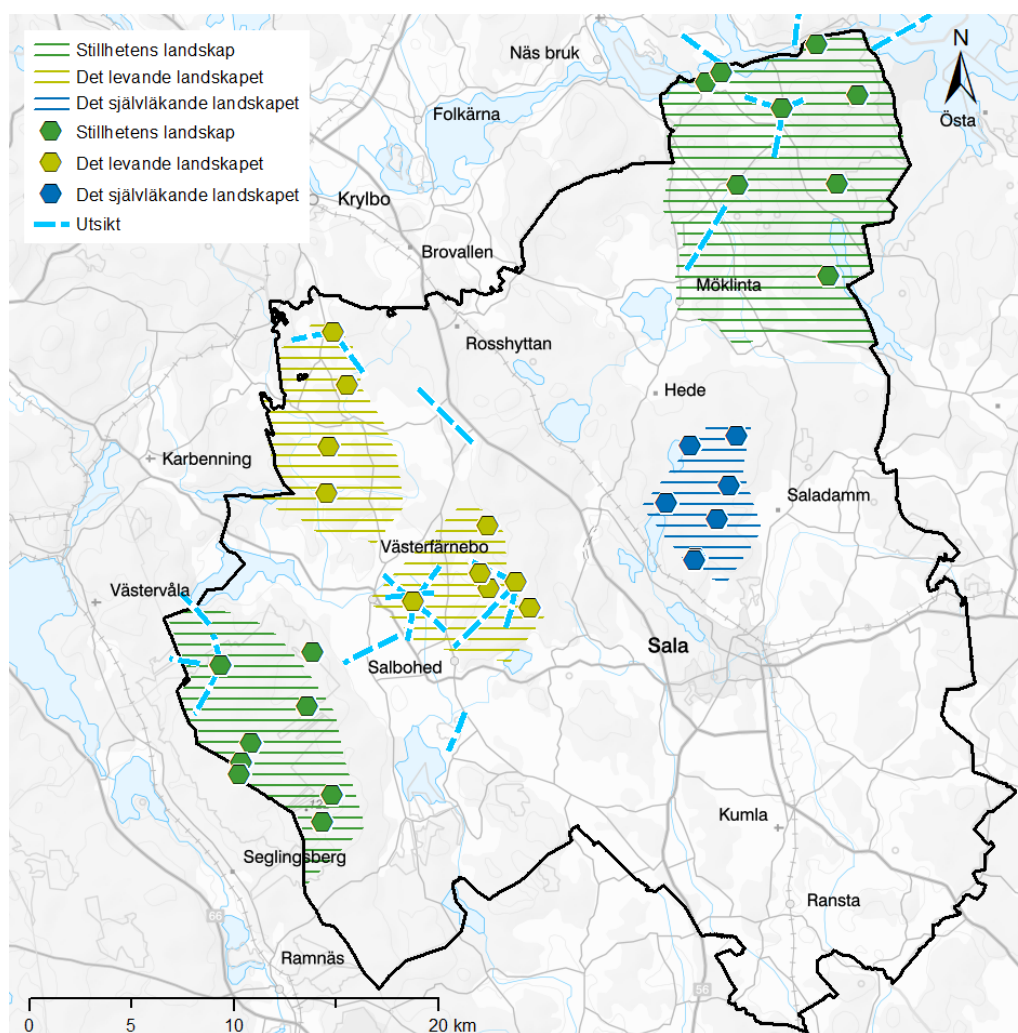 Stillhetens landskap
Det levande landskapet
Det självläkande landskapet
Stillhetens landskap
Det levande landskapet
Det självläkande landskapet
Utsikt
N
Näs bruk
Folkärna
Östa
Krylbo
Brovallen
Möklinta
Rosshyttan
Hede
Karbenning
Saladamm
Västerfärnebo
Västervåla
Sala
Salbohed
Kumla
Seglingsberg
Ransta
Ramnäs
66
56
0 5 10 20 km